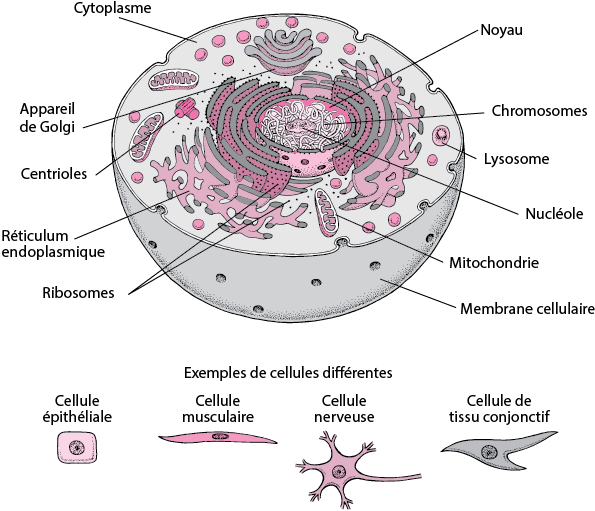 Cytoplasme
Noyau
Appareil
de Golgi
Chromosomes
Centrioles
Lysosome
Nucléole
Réticulum
endoplasmique
Mitochondrie
Ribosomes
Membrane cellulaire
Exemples de cellules différentes
Cellule
épithéliale
Cellule
musculaire
Cellule
nerveuse
Cellule de
tissu conjonctif